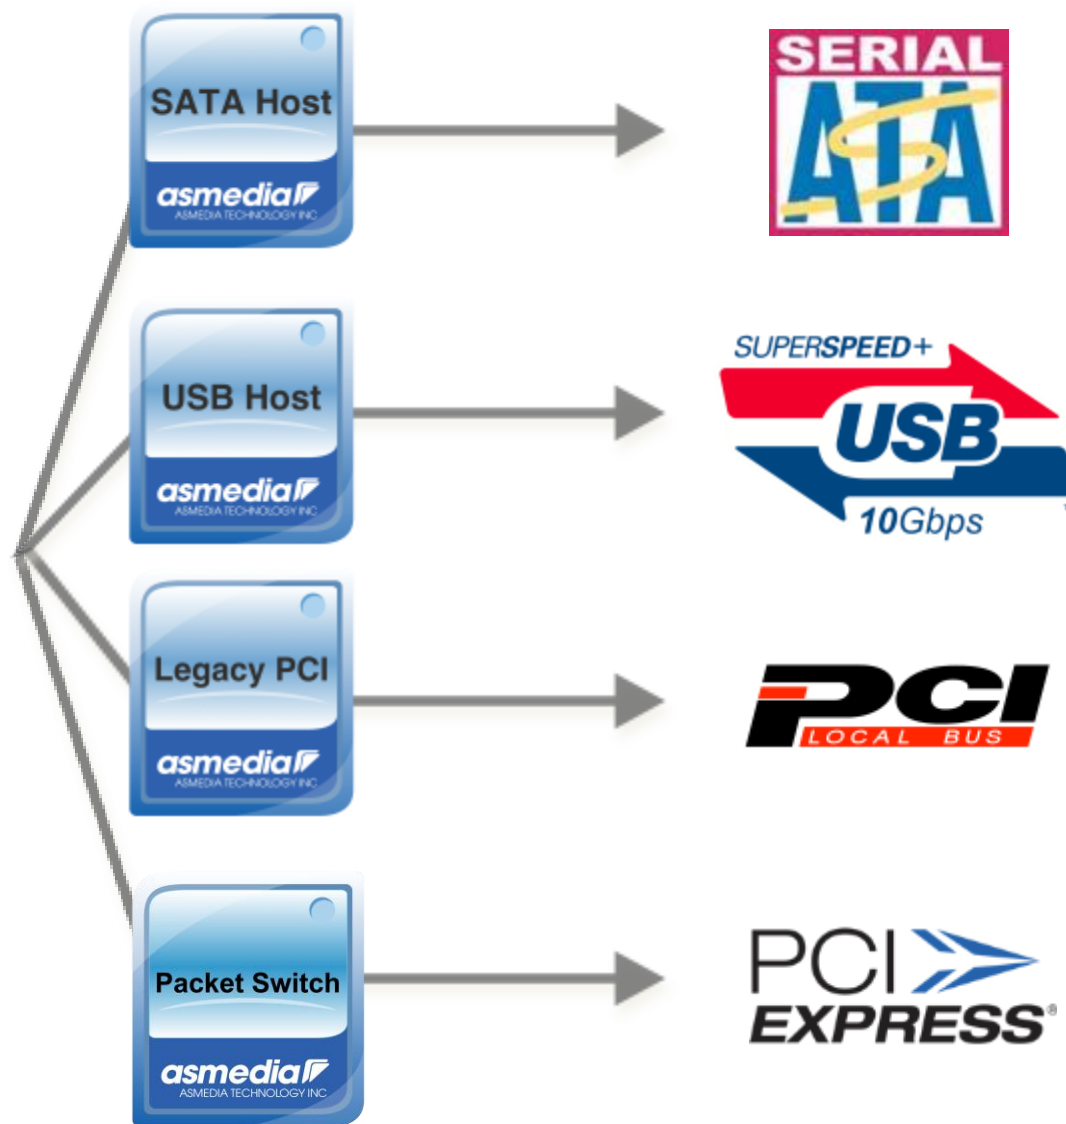 SATA Host
asmedia
ASMEDIA TECHNOLOGY INC
SERIAL
ATA
USB Host
asmedia
ASMEDIA TECHNOLOGY INC
SUPERSPEED+
USB
10Gbps
Legacy PCI
asmedia
ASMEDIA TECHNOLOGY INC
PCI
LOCAL BUS
Packet Switch
asmedia
ASMEDIA TECHNOLOGY INC
PCI
EXPRESS®